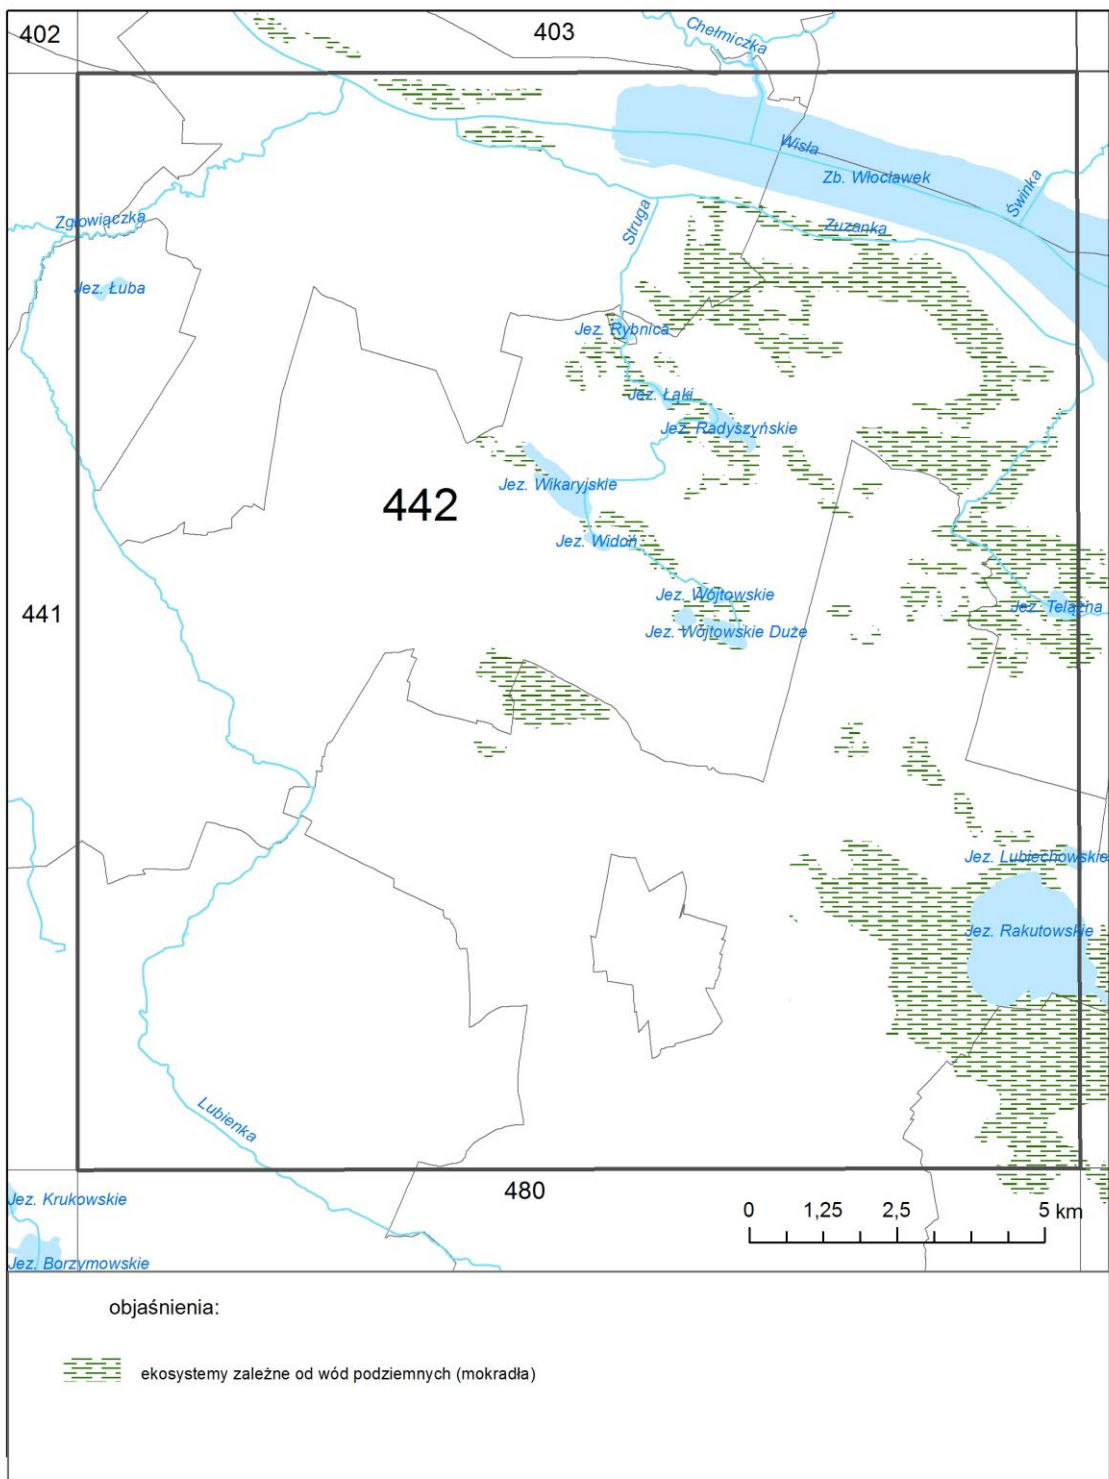 402
403
Chełmiczka
Wisła
Zb. Włocławek
Świnka
Zgłowiączka
Struga
Zuzanka
Jez. Łuba
Jez. Rybnica
Jez. Łąki
Jez. Radyszyńskie
Jez. Wikaryjskie
442
Jez. Widoń
441
Jez. Wójtowskie
Jez. Telążna
Jez. Wójtowskie Duże
Jez. Lubiechowskie
Jez. Rakutowskie
Lubienka
480
Jez. Krukowskie
0 1,25 2,5 5 km
Jez. Borzymowskie
objaśnienia:
ekosystemy zależne od wód podziemnych (mokradła)